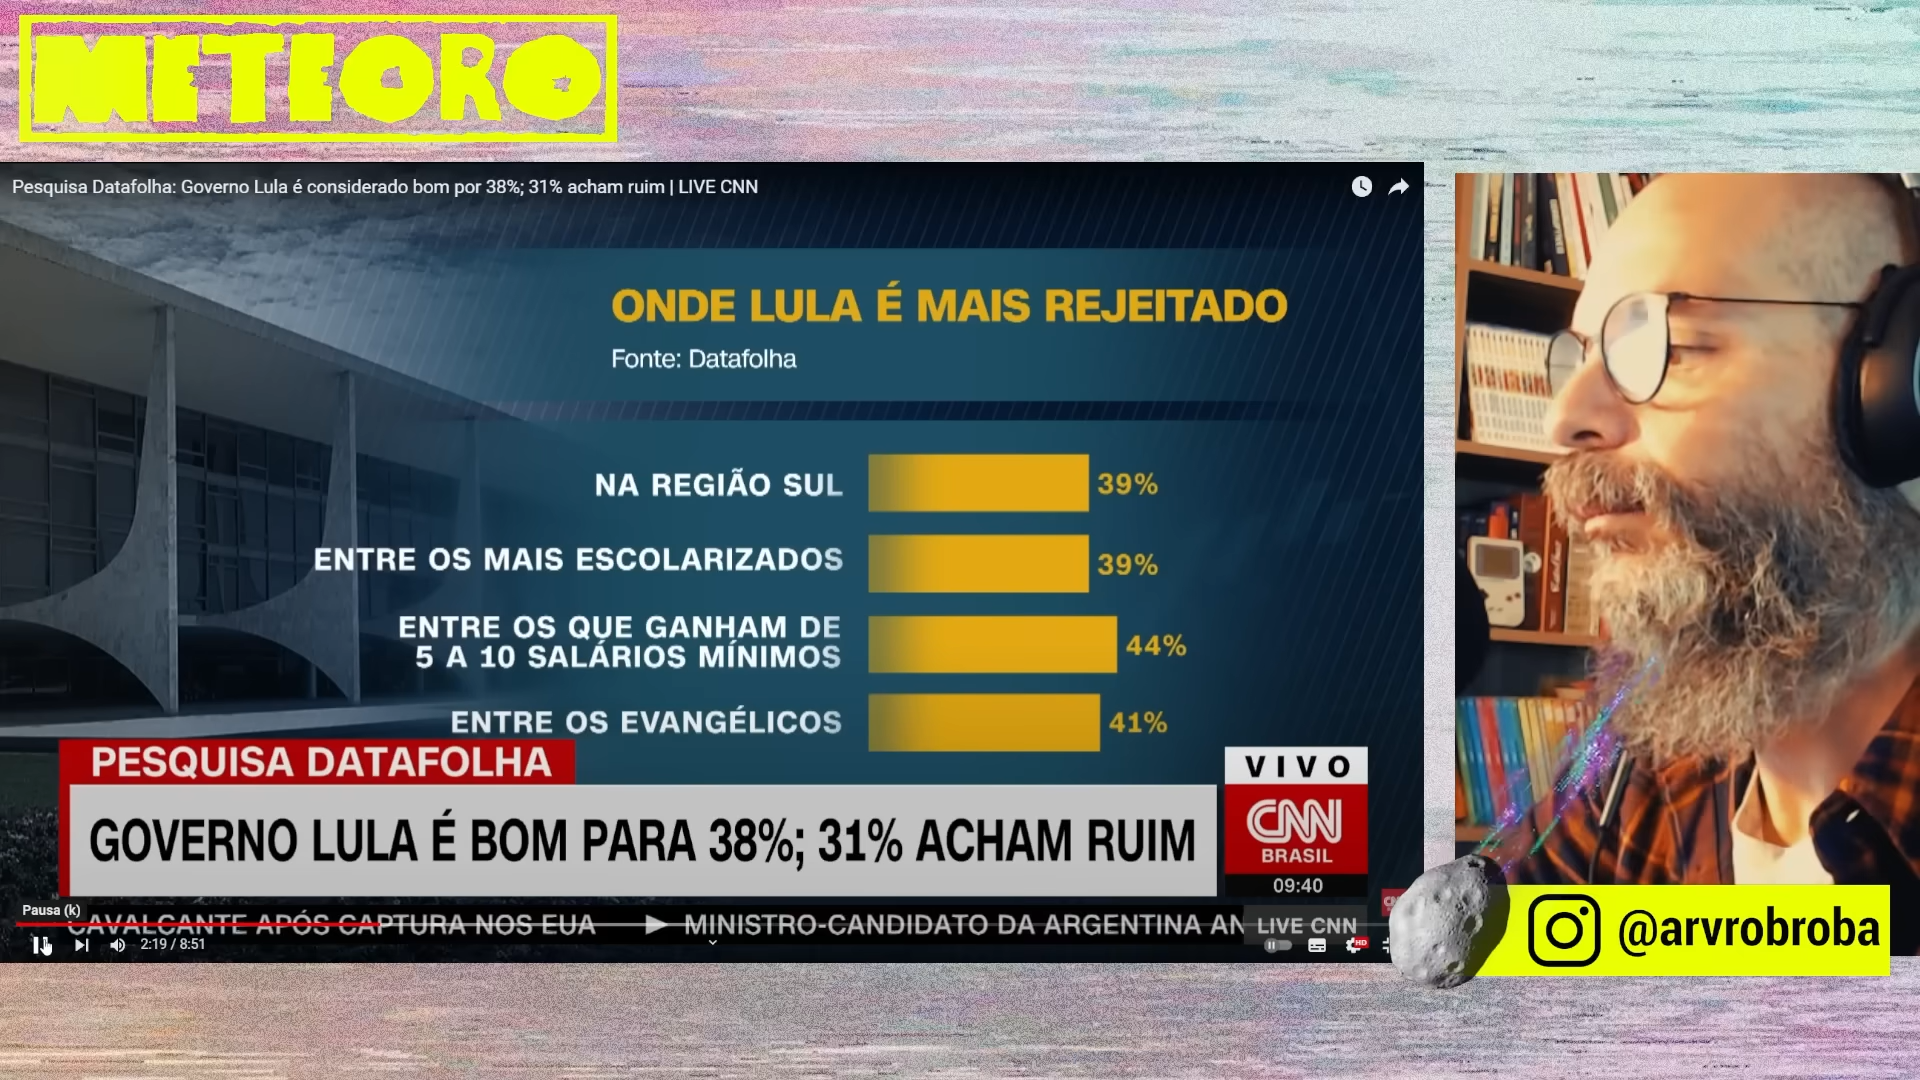 METEORO
Pesquisa Datafolha: Governo Lula é considerado bom por 38%; 31% acham ruim | LIVE CNN
ONDE LULA É MAIS REJEITADO
Fonte: Datafolha
NA REGIÃO SUL 39%
ENTRE OS MAIS ESCOLARIZADOS 39%
ENTRE OS QUE GANHAM DE
5 A 10 SALÁRIOS MÍNIMOS 44%
ENTRE OS EVANGÉLICOS 41%
PESQUISA DATAFOLHA
GOVERNO LULA É BOM PARA 38%; 31% ACHAM RUIM
VIVO
CNN
BRASIL
09:40
Pausa (k)
CAVALCANTE APÓS CAPTURA NOS EUA MINISTRO-CANDIDATO DA ARGENTINA AN
LIVE CNN
2:19 / 8:51
HD
@arvrobroba